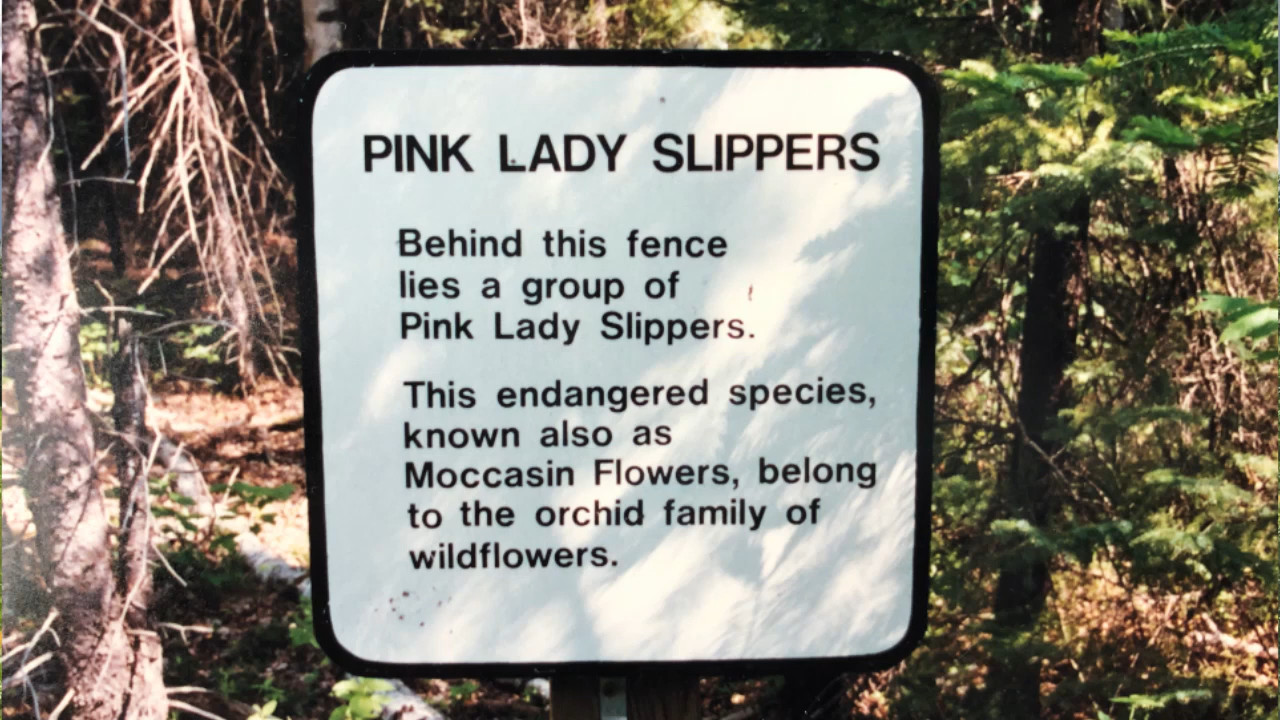 PINK LADY SLIPPERS
Behind this fence
lies a group of
Pink Lady Slippers.
This endangered species,
known also as
Moccasin Flowers, belong
to the orchid family of
wildflowers.